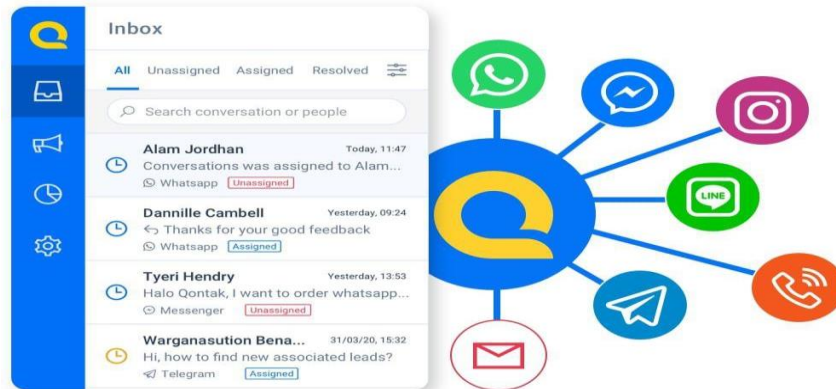 Inbox
All Unassigned Assigned Resolved
Search conversation or people
Alam Jordhan Today, 11:47
Conversations was assigned to Alam...
Whatsapp Unassigned
Dannille Cambell Yesterday, 09:24
Thanks for your good feedback
Whatsapp Assigned
Tyeri Hendry Yesterday, 13:53
Halo Qontak, I want to order whatsapp...
Messenger Unassigned
Warganasution Bena... 31/03/20, 15:32
Hi, how to find new associated leads?
Telegram Assigned
LINE